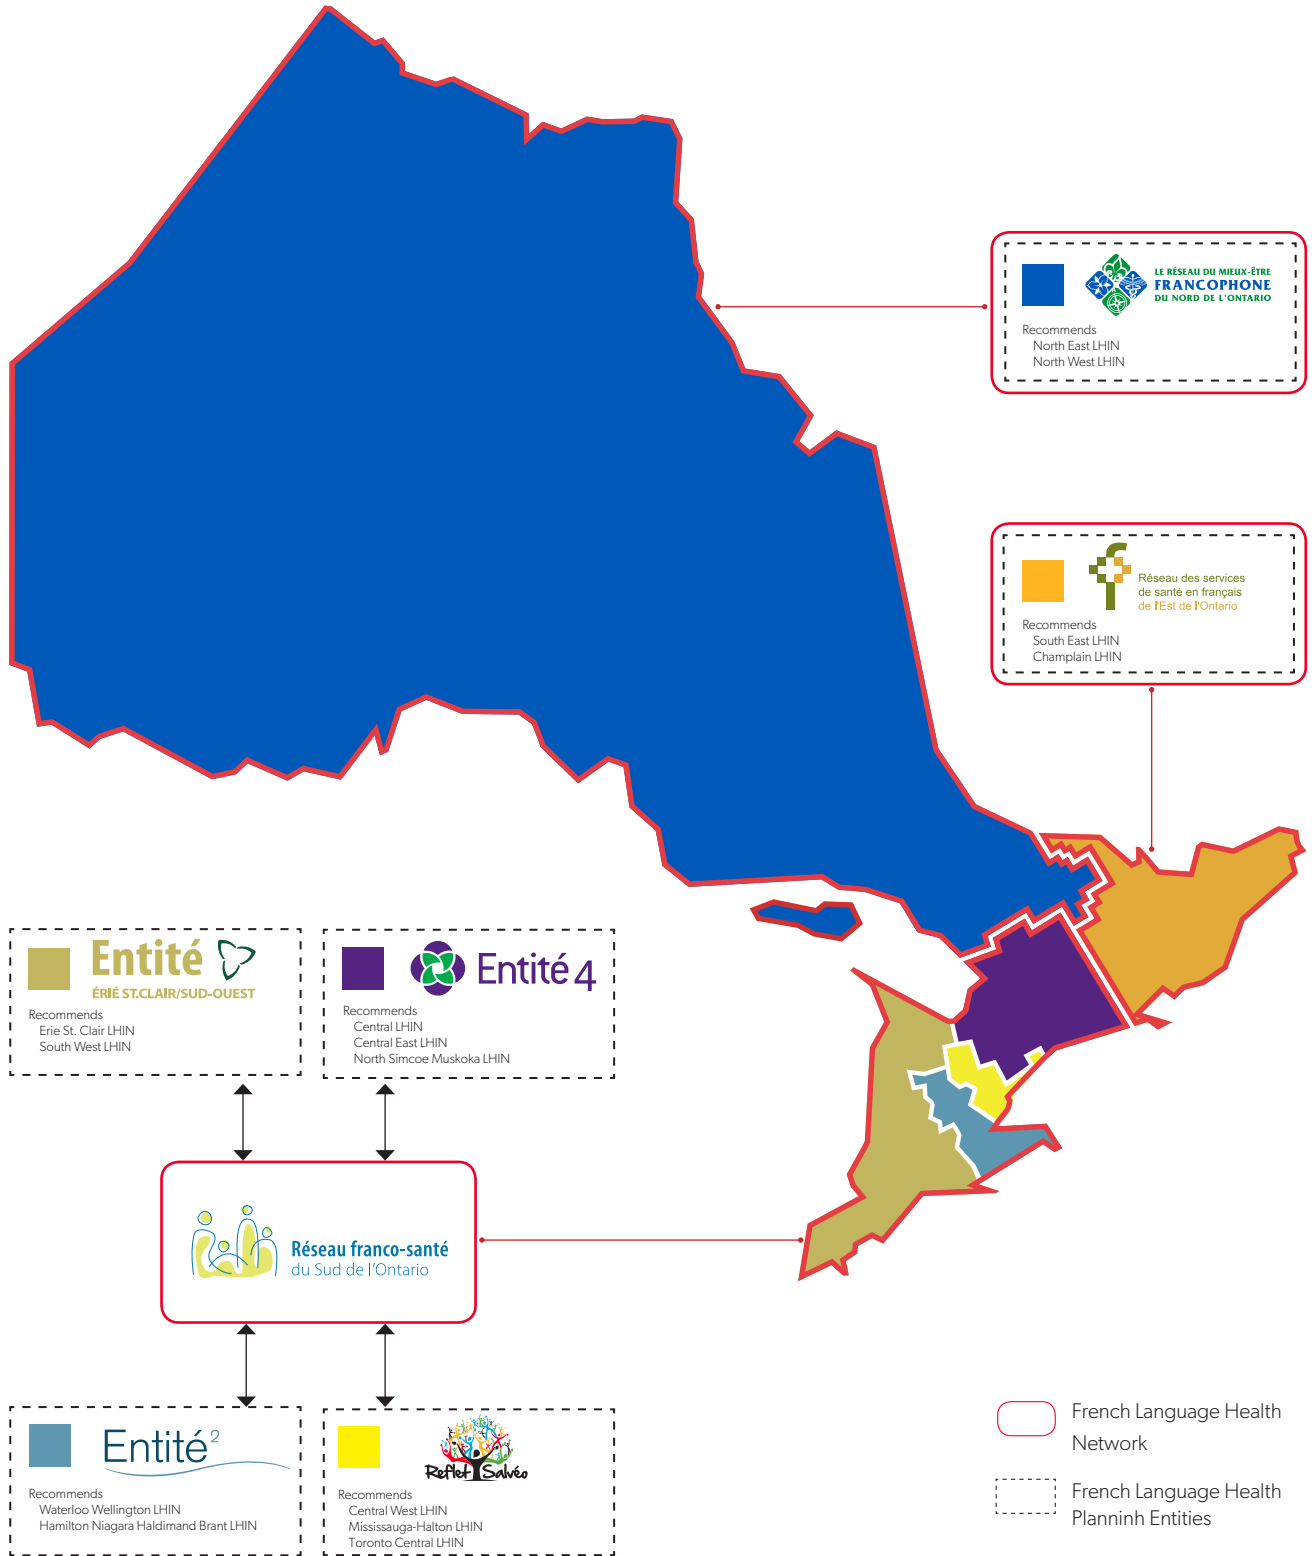 LE RÉSEAU DU MIEUX-ÊTRE
FRANCOPHONE
DU NORD DE L'ONTARIO
Recommends
North East LHIN
North West LHIN
Réseau des services
de santé en français
de l'Est de l'Ontario
Recommends
South East LHIN
Champlain LHIN
Entité
ÉRIÉ ST.CLAIR/SUD-OUEST
Recommends
Erie St. Clair LHIN
South West LHIN
Entité 4
Recommends
Central LHIN
Central East LHIN
North Simcoe Muskoka LHIN
Réseau franco-santé
du Sud de l'Ontario
Entité²
Recommends
Waterloo Wellington LHIN
Hamilton Niagara Haldimand Brant LHIN
Reflet Salvéo
Recommends
Central West LHIN
Mississauga-Halton LHIN
Toronto Central LHIN
French Language Health
Network
French Language Health
Planninh Entities